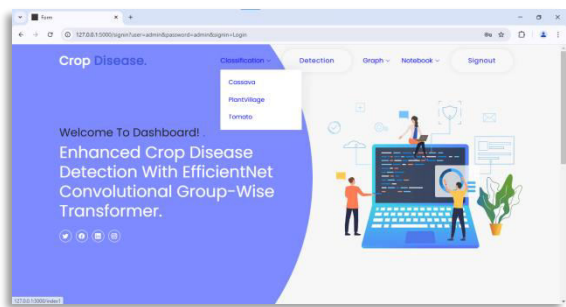 Form
127.0.0.1:5000/signin?user=admin&password=admin&signin=Login
Crop Disease.
Classification
Detection
Graph
Notebook
Signout
Cassava
PlantVillage
Tomato
Welcome To Dashboard!
Enhanced Crop Disease
Detection With EfficientNet
Convolutional Group-Wise
Transformer.
127.0.0.1:5000/index1